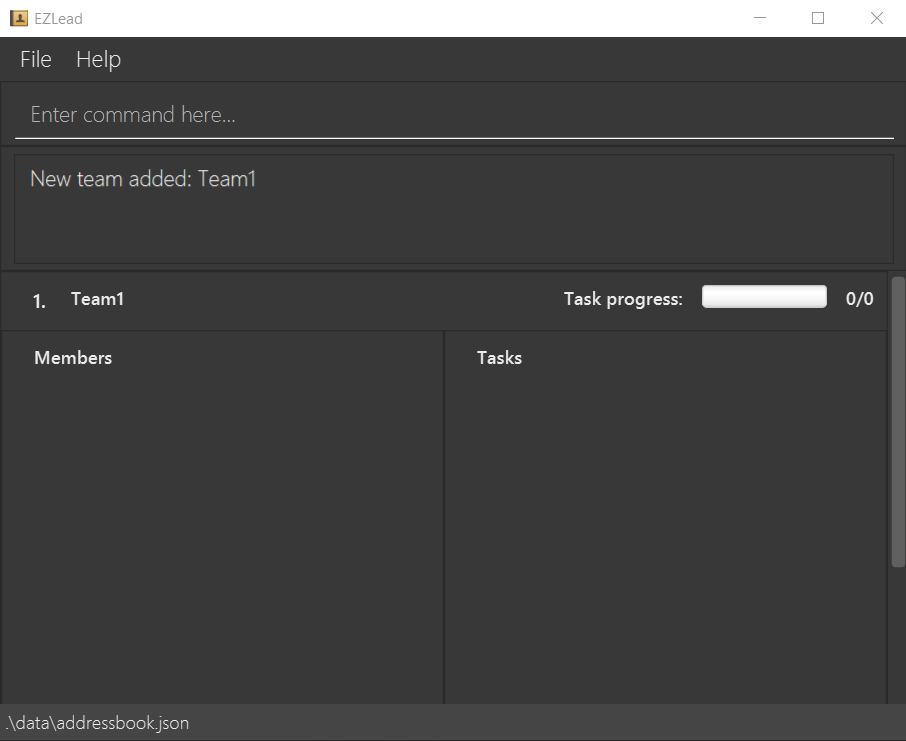 EZLead
File Help
Enter command here...
New team added: Team1
1. Team1 Task progress: 0/0
Members Tasks
.\data\addressbook.json